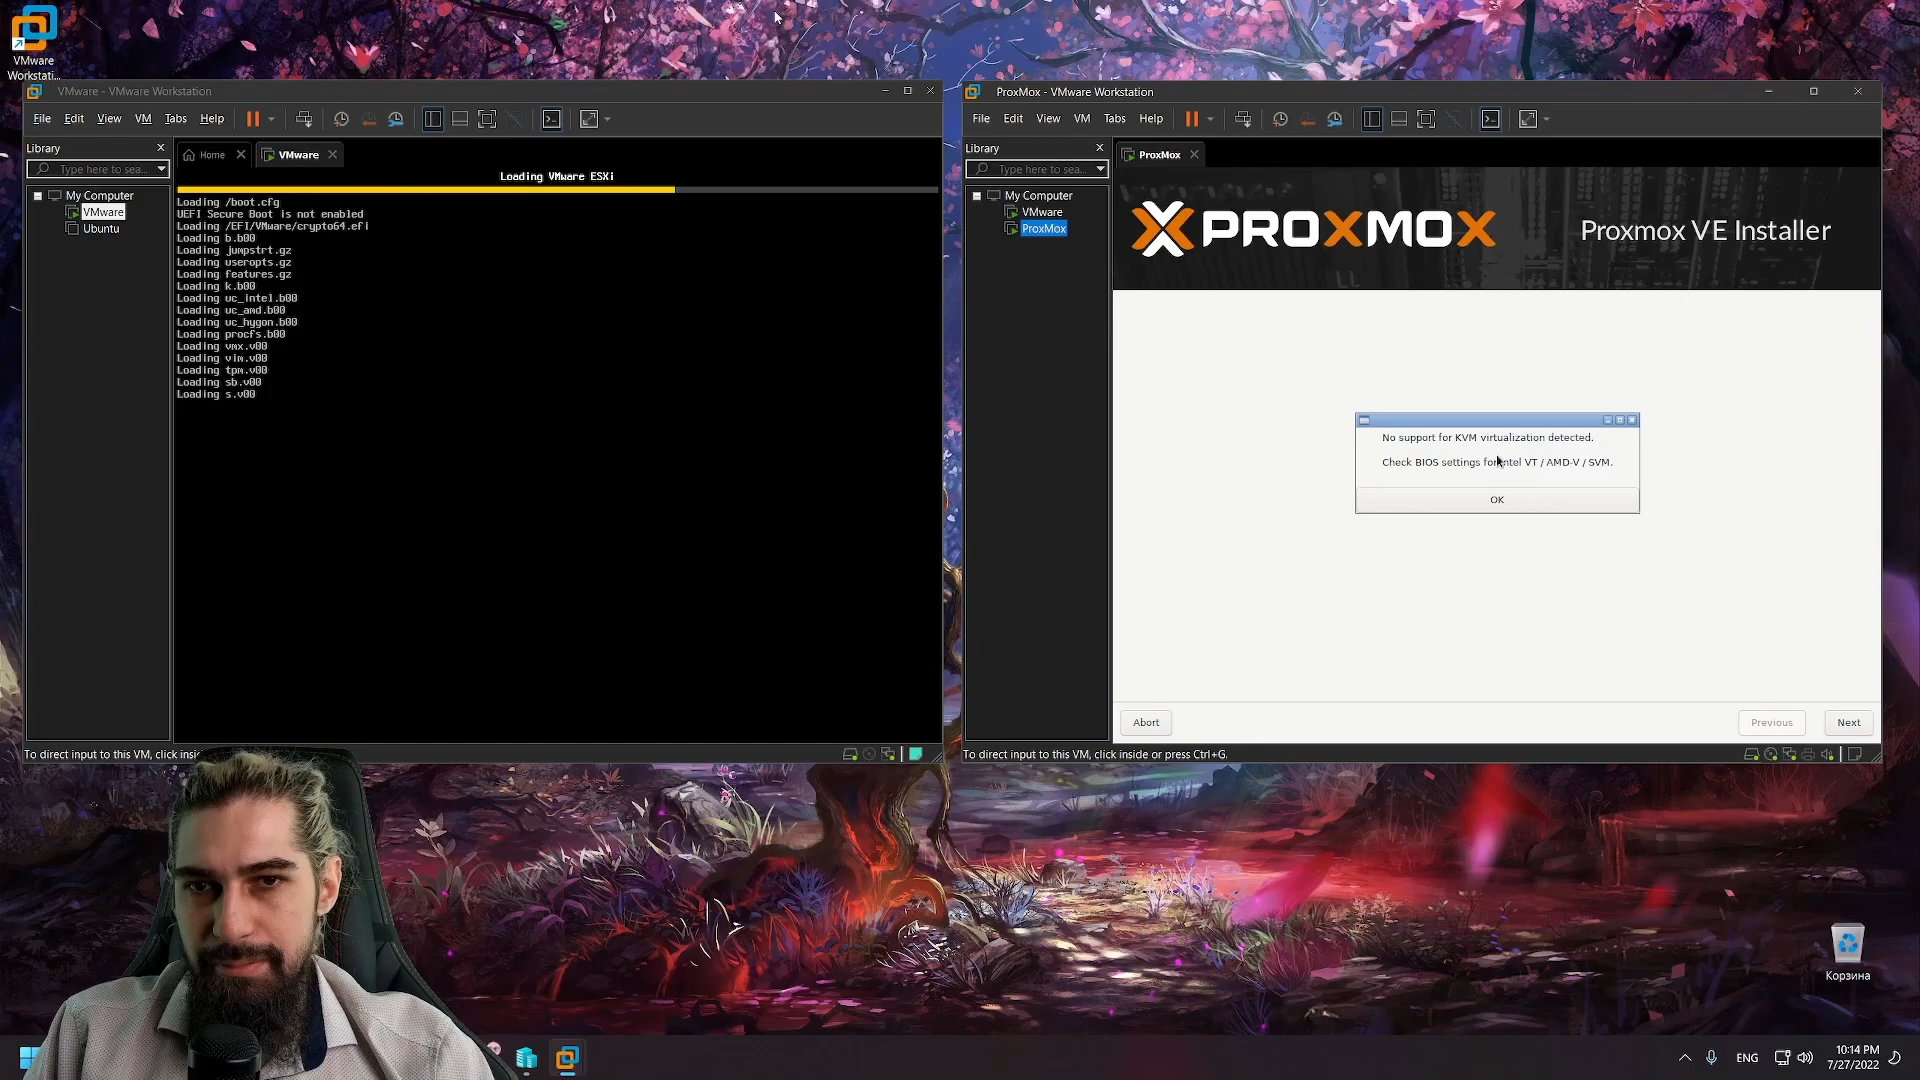 VMware
Workstati...
VMware - VMware Workstation
File Edit View VM Tabs Help
Library
Type here to sea...
My Computer
VMware
Ubuntu
Home
VMware
Loading VMware ESXi
Loading /boot.cfg
UEFI Secure Boot is not enabled
Loading /EFI/VMware/crypto64.efi
Loading b.b00
Loading jumpstrt.gz
Loading useropts.gz
Loading features.gz
Loading k.b00
Loading uc_intel.b00
Loading uc_amd.b00
Loading uc_hygon.b00
Loading procfs.b00
Loading vmx.v00
Loading vim.v00
Loading tpm.v00
Loading sb.v00
Loading s.v00
To direct input to this VM, click insi
ProxMox - VMware Workstation
File Edit View VM Tabs Help
Library
Type here to sea...
My Computer
VMware
ProxMox
ProxMox
PROXMOX
Proxmox VE Installer
No support for KVM virtualization detected.
Check BIOS settings for Intel VT / AMD-V / SVM.
OK
Abort
Previous
Next
To direct input to this VM, click inside or press Ctrl+G.
Корзина
ENG
10:14 PM
7/27/2022